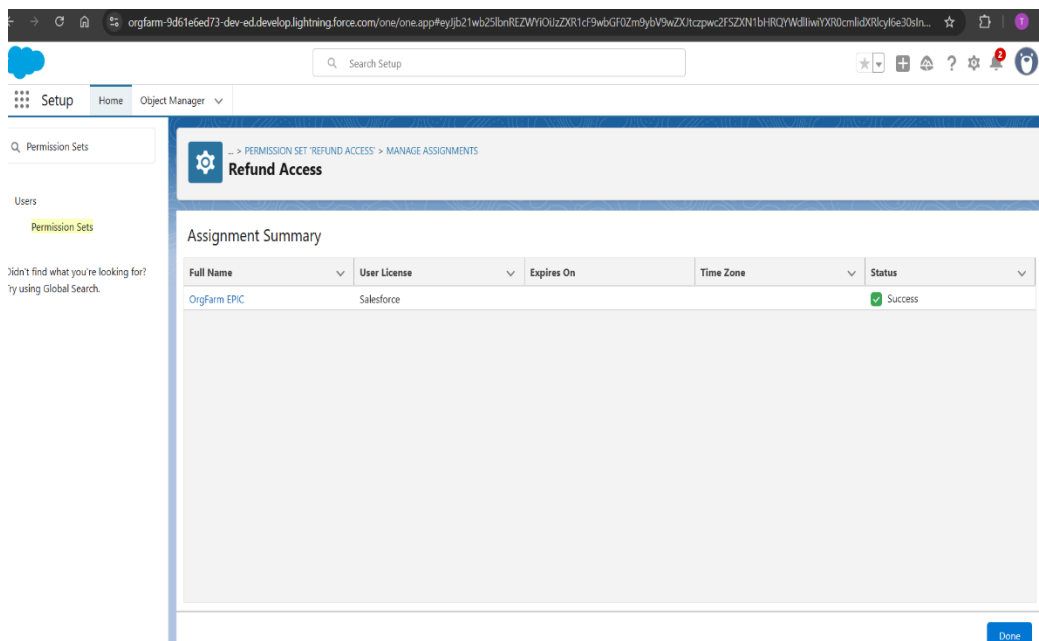 orgfarm-9d61e6ed73-dev-ed.develop.lightning.force.com/one/one.app#
Search Setup
2
Setup Home Object Manager
Permission Sets
... > PERMISSION SET 'REFUND ACCESS' > MANAGE ASSIGNMENTS
Refund Access
Users
Permission Sets
Didn't find what you're looking for?
Try using Global Search.
Assignment Summary
Full Name User License Expires On Time Zone Status
OrgFarm EPIC Salesforce Success
Done